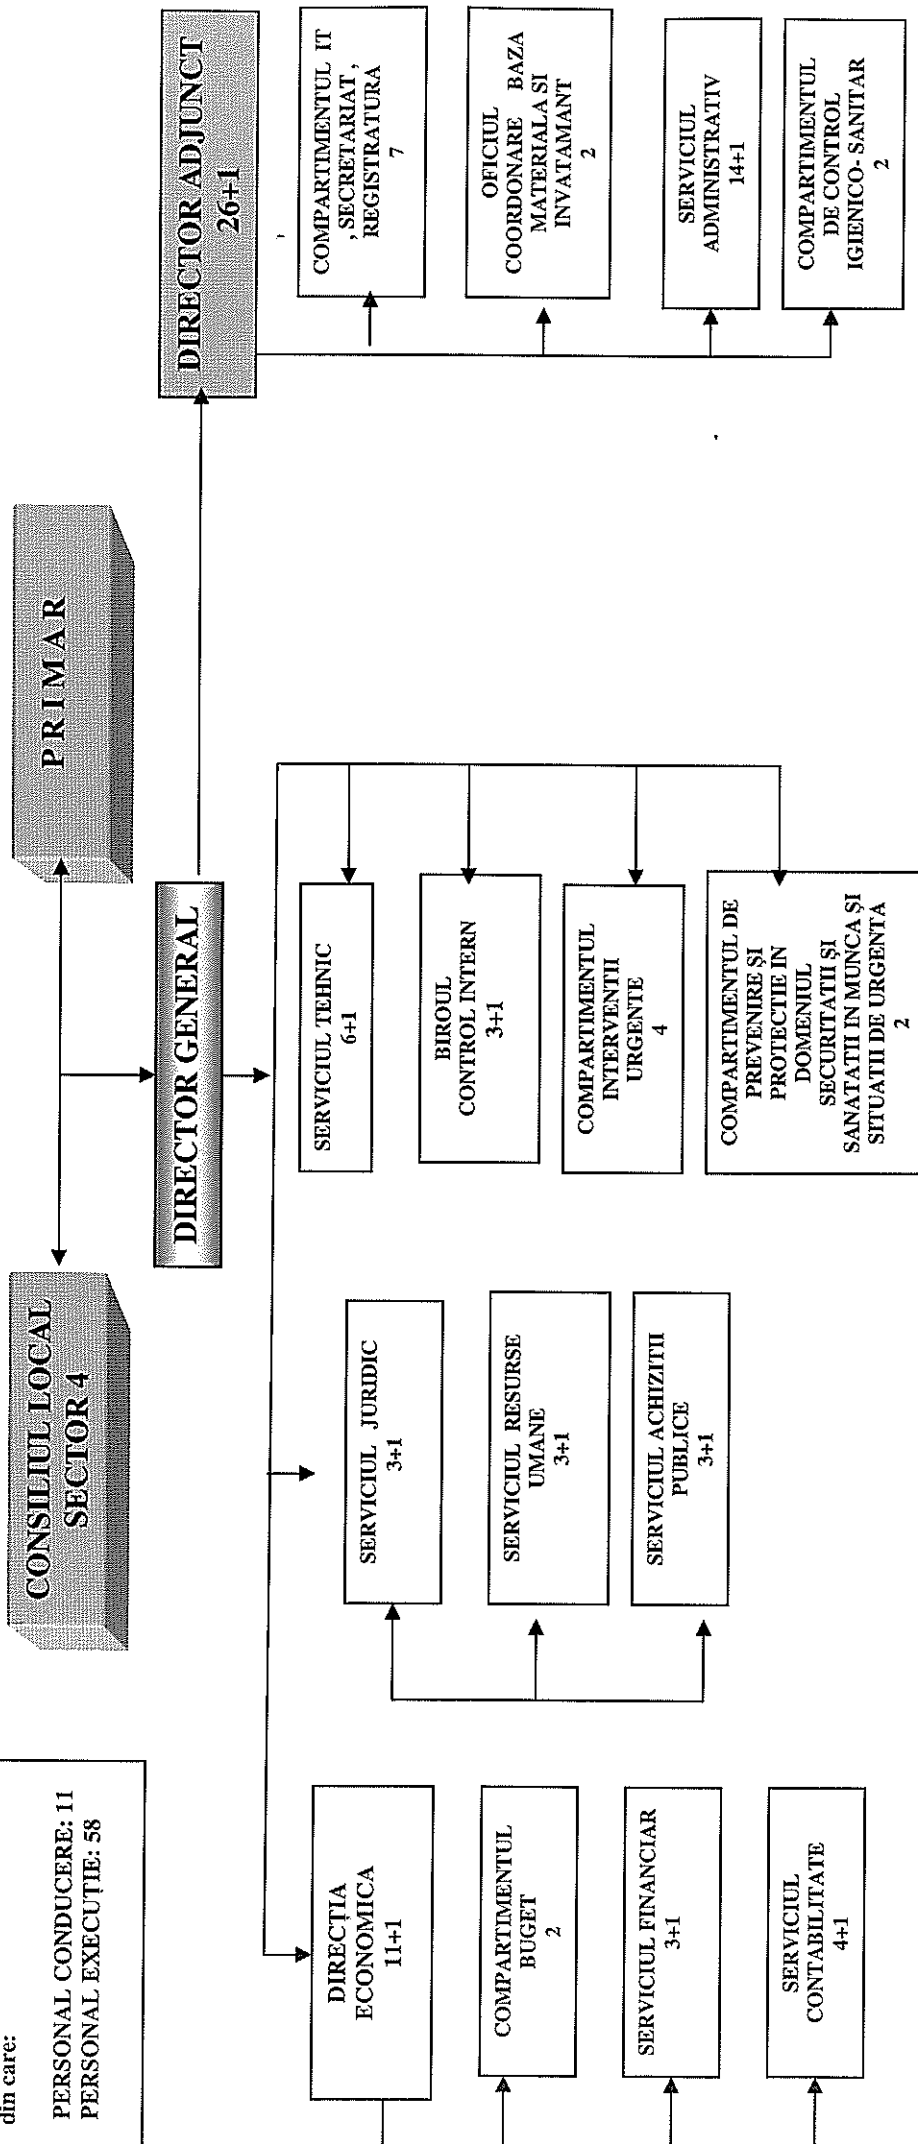 din care:
PERSONAL CONDUCERE: 11
PERSONAL EXECUȚIE: 58
CONSILIUL LOCAL
SECTOR 4
PRIMAR
DIRECTOR GENERAL
DIRECTOR ADJUNCT
26+1
DIRECȚIA
ECONOMICA
11+1
COMPARTIMENTUL
BUGET
2
SERVICIUL FINANCIAR
3+1
SERVICIUL
CONTABILITATE
4+1
SERVICIUL JURIDIC
3+1
SERVICIUL RESURSE
UMANE
3+1
SERVICIUL ACHIZITII
PUBLICE
3+1
SERVICIUL TEHNIC
6+1
BIROUL
CONTROL INTERN
3+1
COMPARTIMENTUL
INTERVENTII
URGENTE
4
COMPARTIMENTUL DE
PREVENIRE ȘI
PROTECTIE IN
DOMENIUL
SECURITATII ȘI
SANATATII IN MUNCA ȘI
SITUATII DE URGENTA
2
COMPARTIMENTUL IT
, SECRETARIAT ,
REGISTRATURA
7
OFICIUL
COORDONARE BAZA
MATERIALA SI
INVATAMANT
2
SERVICIUL
ADMINISTRATIV
14+1
COMPARTIMENTUL
DE CONTROL
IGIENICO- SANITAR
2